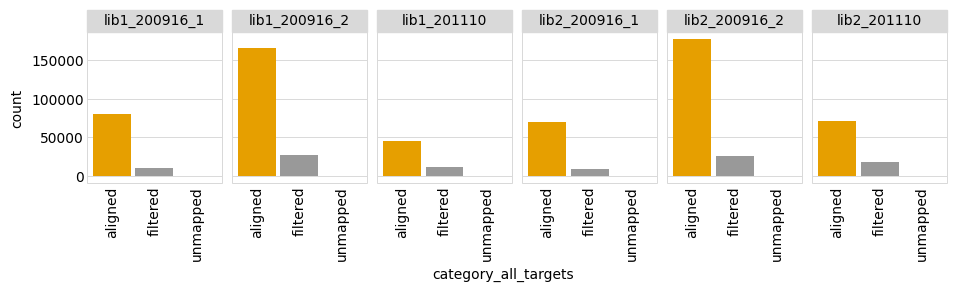 lib1_200916_1 lib1_200916_2 lib1_201110 lib2_200916_1 lib2_200916_2 lib2_201110
150000
100000
50000
0
count
aligned filtered unmapped aligned filtered unmapped aligned filtered unmapped aligned filtered unmapped aligned filtered unmapped aligned filtered unmapped
category_all_targets